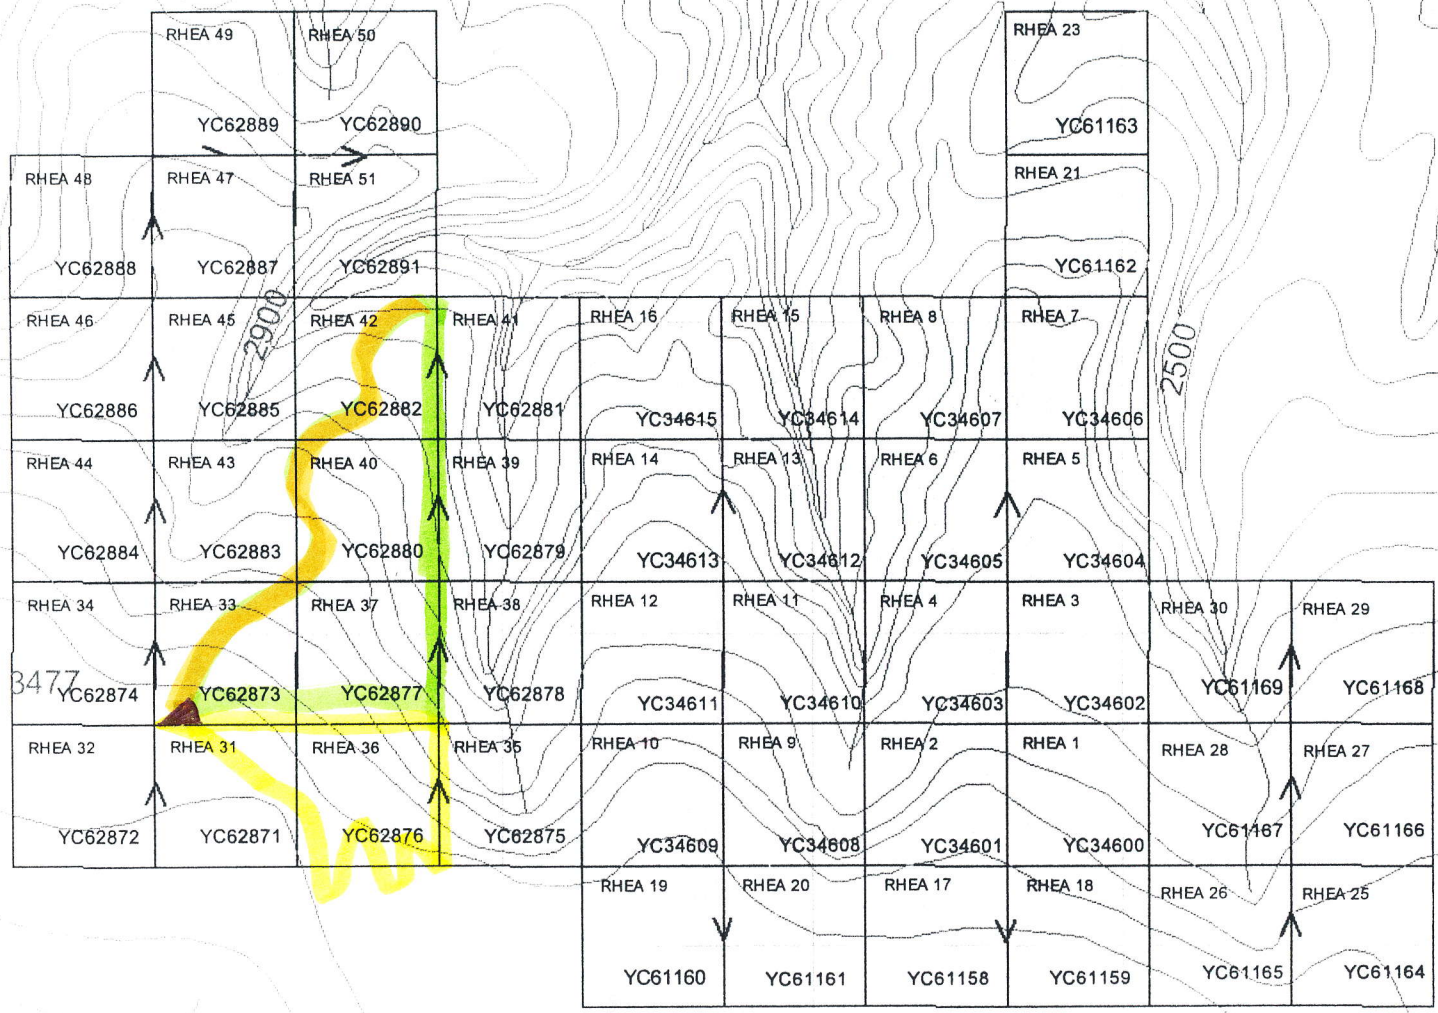 RHEA 49 RHEA 50 RHEA 23
YC62889 YC62890 YC61163
RHEA 48 RHEA 47 RHEA 51 RHEA 21
YC62888 YC62887 YC62891 YC61162
2900
2500
RHEA 46 RHEA 45 RHEA 42 RHEA 41 RHEA 16 RHEA 15 RHEA 8 RHEA 7
YC62886 YC62885 YC62882 YC62881 YC34615 YC34614 YC34607 YC34606
RHEA 44 RHEA 43 RHEA 40 RHEA 39 RHEA 14 RHEA 13 RHEA 6 RHEA 5
YC62884 YC62883 YC62880 YC62879 YC34613 YC34612 YC34605 YC34604
RHEA 34 RHEA 33 RHEA 37 RHEA 38 RHEA 12 RHEA 11 RHEA 4 RHEA 3 RHEA 30 RHEA 29
3477
YC62874 YC62873 YC62877 YC62878 YC34611 YC34610 YC34603 YC34602 YC61169 YC61168
RHEA 32 RHEA 31 RHEA 36 RHEA 35 RHEA 10 RHEA 9 RHEA 2 RHEA 1 RHEA 28 RHEA 27
YC62872 YC62871 YC62876 YC62875 YC34609 YC34608 YC34601 YC34600 YC61167 YC61166
RHEA 19 RHEA 20 RHEA 17 RHEA 18 RHEA 26 RHEA 25
YC61160 YC61161 YC61158 YC61159 YC61165 YC61164